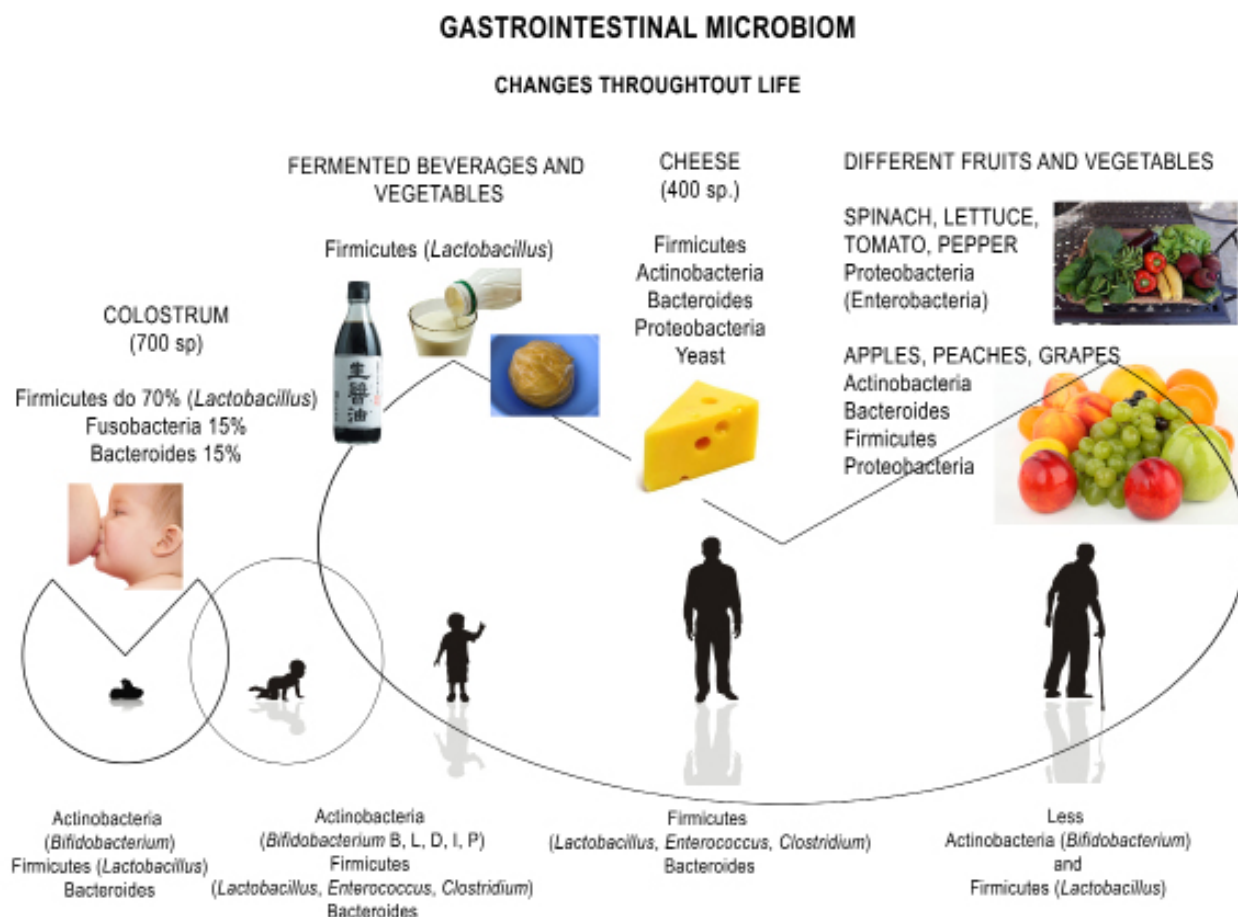 GASTROINTESTINAL MICROBIOM
CHANGES THROUGHTOUT LIFE
COLOSTRUM
(700 sp)
Firmicutes do 70% (Lactobacillus)
Fusobacteria 15%
Bacteroides 15%
FERMENTED BEVERAGES AND
VEGETABLES
Firmicutes (Lactobacillus)
生醤油
CHEESE
(400 sp.)
Firmicutes
Actinobacteria
Bacteroides
Proteobacteria
Yeast
DIFFERENT FRUITS AND VEGETABLES
SPINACH, LETTUCE,
TOMATO, PEPPER
Proteobacteria
(Enterobacteria)
APPLES, PEACHES, GRAPES
Actinobacteria
Bacteroides
Firmicutes
Proteobacteria
Actinobacteria
(Bifidobacterium)
Firmicutes (Lactobacillus)
Bacteroides
Actinobacteria
(Bifidobacterium B, L, D, I, P)
Firmicutes
(Lactobacillus, Enterococcus, Clostridium)
Bacteroides
Firmicutes
(Lactobacillus, Enterococcus, Clostridium)
Bacteroides
Less
Actinobacteria (Bifidobacterium)
and
Firmicutes (Lactobacillus)